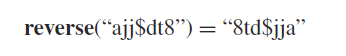 reverse(“ajj$dt8”) = “8td$jja”